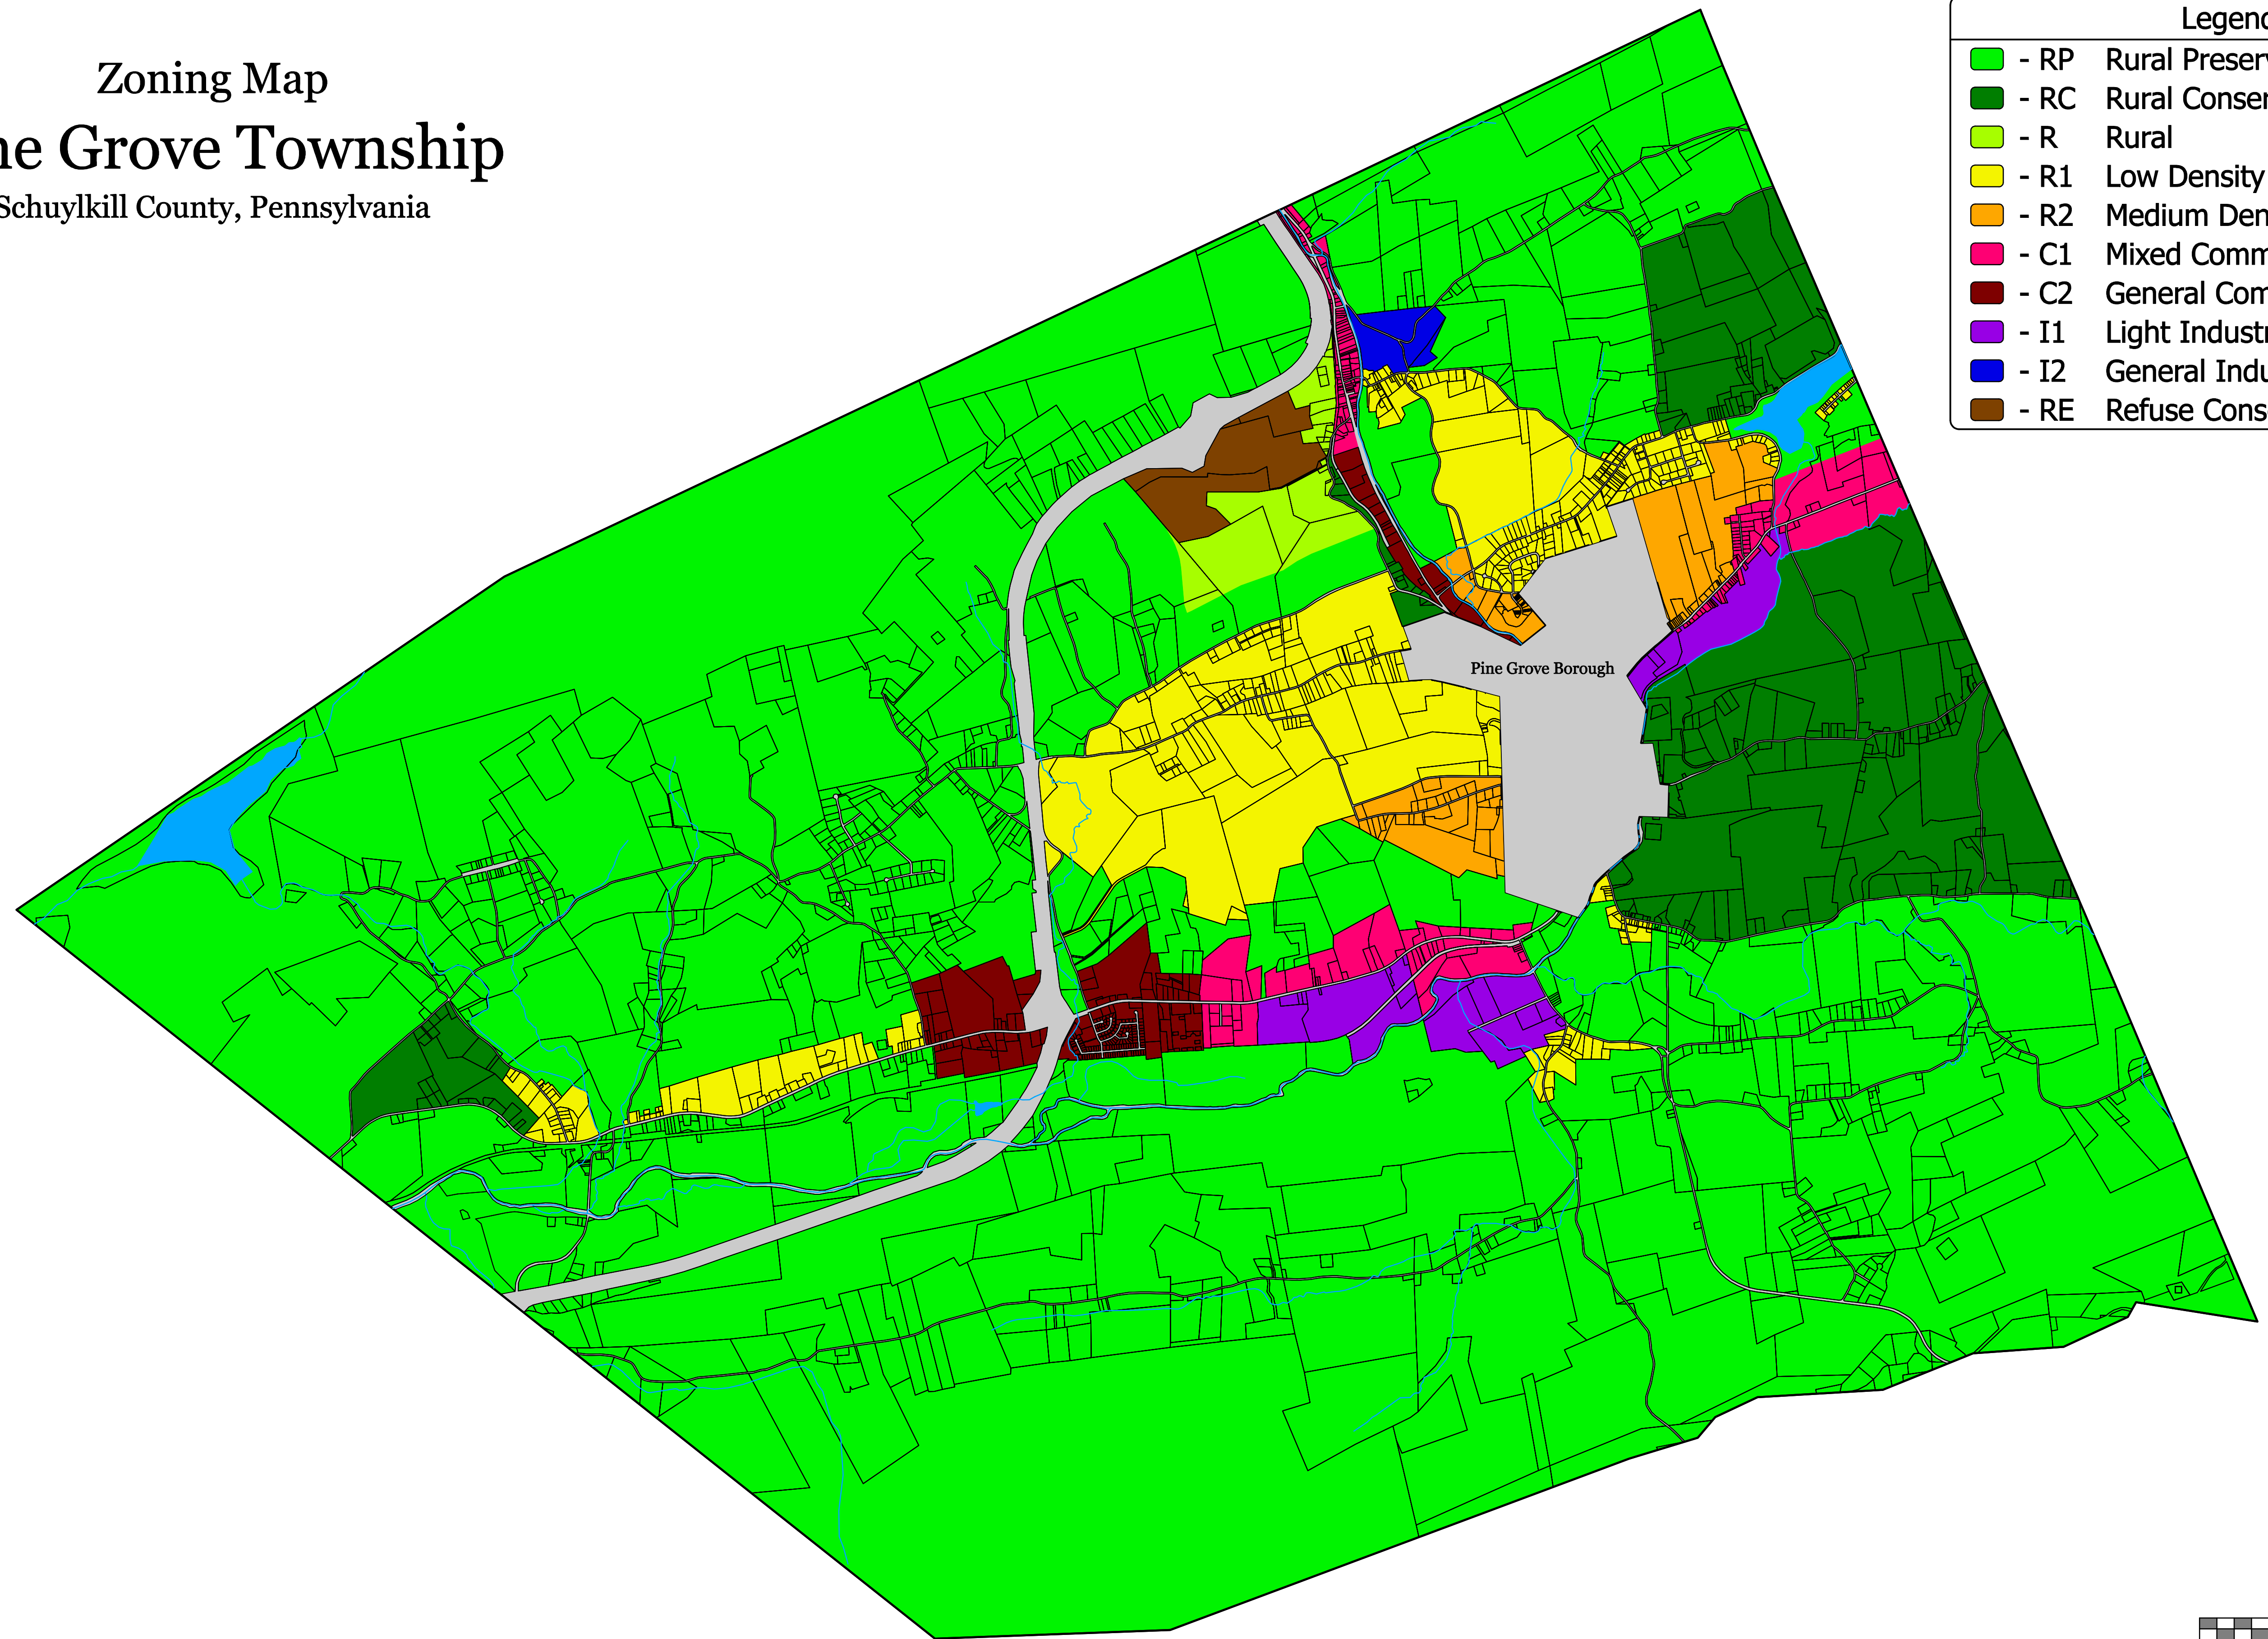 Zoning Map
ne Grove Township
Schuylkill County, Pennsylvania
Legend
- RP Rural Preserv
- RC Rural Conser
- R Rural
- R1 Low Density
- R2 Medium Den
- C1 Mixed Comm
- C2 General Com
- I1 Light Industr
- I2 General Indu
- RE Refuse Cons
Pine Grove Borough